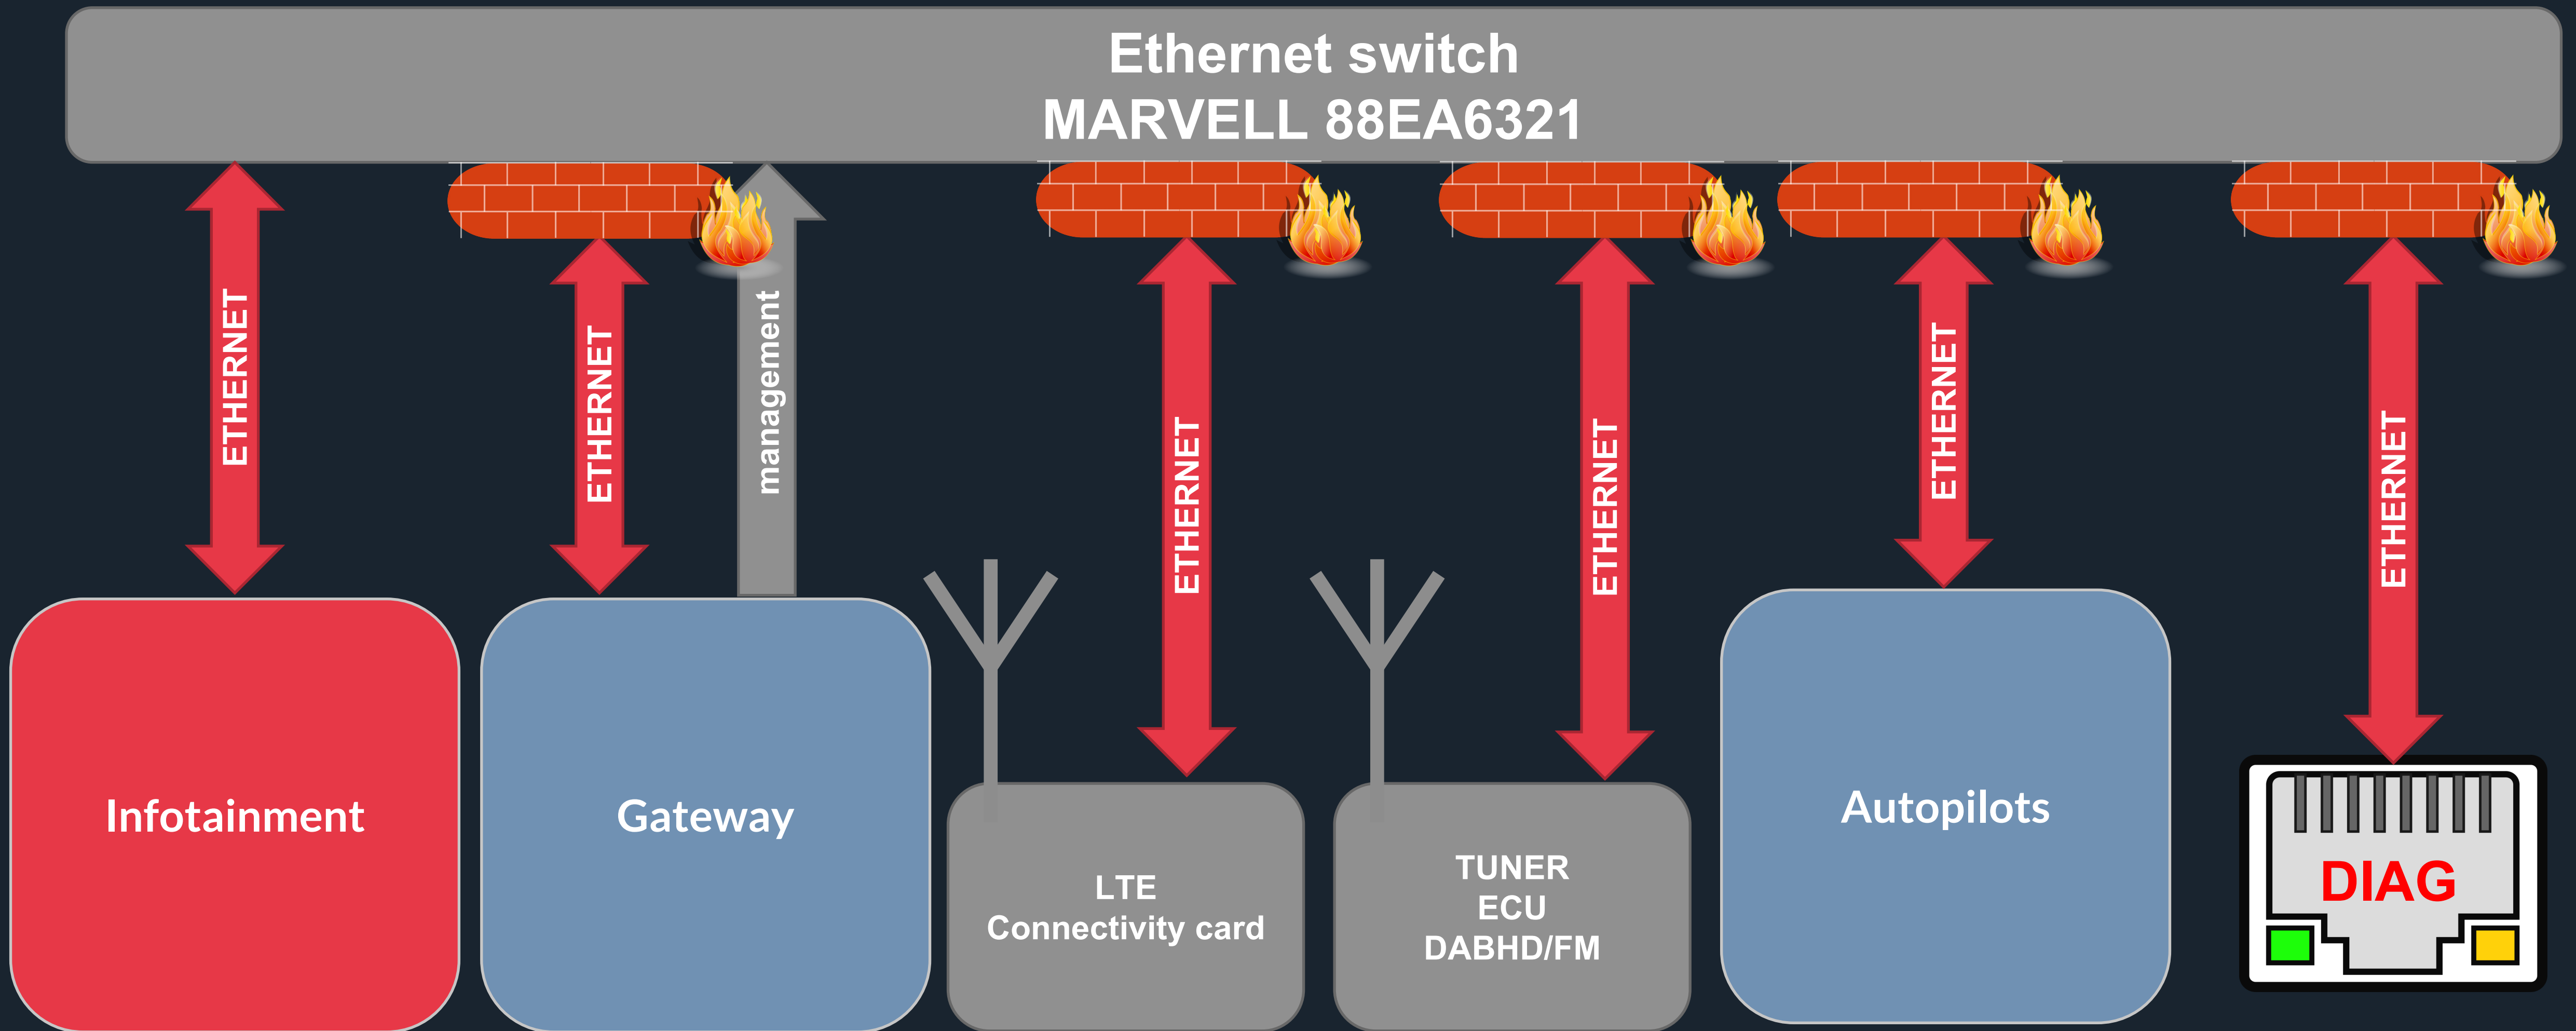 Ethernet switch
MARVELL 88EA6321
ETHERNET
ETHERNET
management
ETHERNET
ETHERNET
ETHERNET
ETHERNET
Infotainment
Gateway
LTE
Connectivity card
TUNER
ECU
DABHD/FM
Autopilots
DIAG